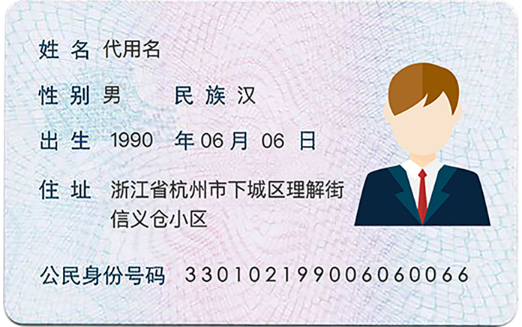 姓 名 代用名
性 别 男 民 族 汉
出 生 1990 年 06 月 06 日
住 址 浙江省杭州市下城区理解街
信义仓小区
公民身份号码 330102199006060066